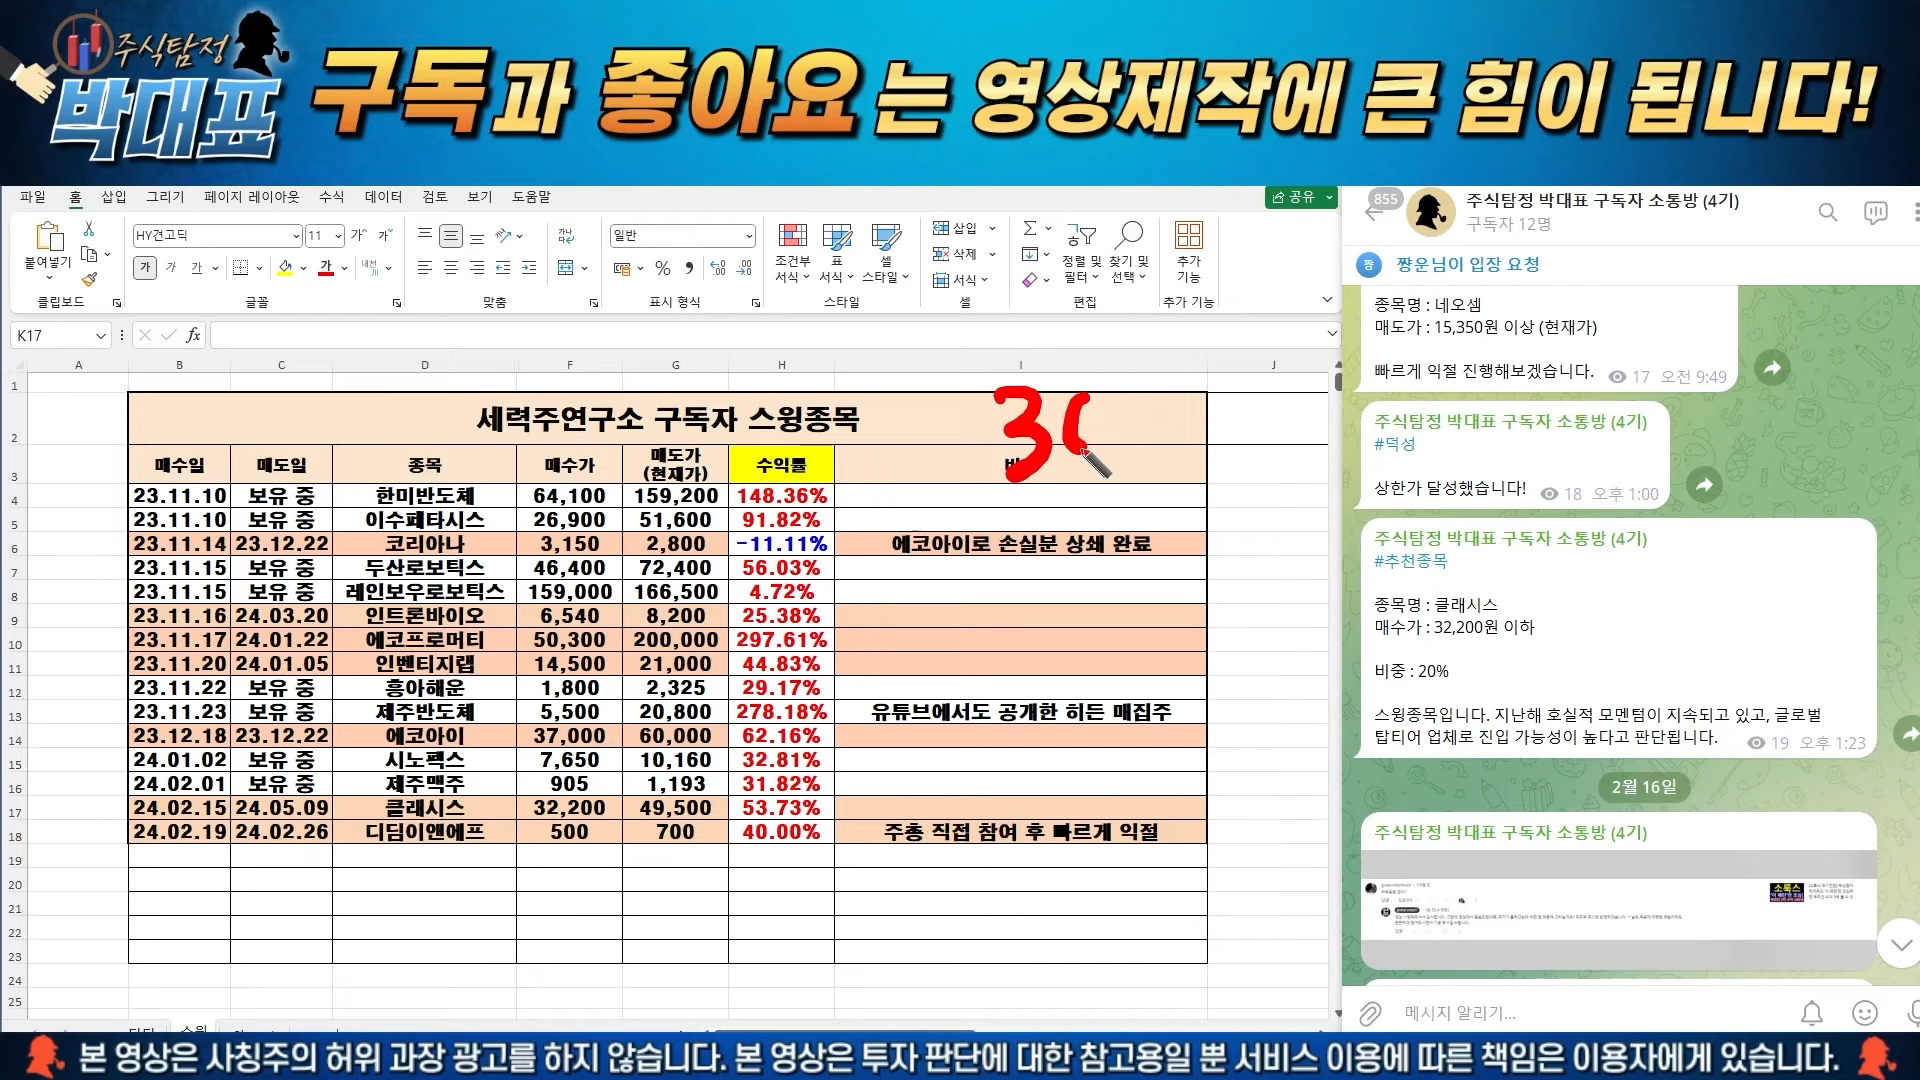 주식탐정
박대표
구독과 좋아요는 영상제작에 큰 힘이 됩니다!
파일 홈 삽입 그리기 페이지 레이아웃 수식 데이터 검토 보기 도움말
공유
붙여넣기
HY견고딕 11
가 가 가
일반
조건부 서식
표 서식
셀 스타일
삽입
삭제
서식
정렬 및 필터
찾기 및 선택
추가 기능
클립보드 글꼴 맞춤 표시 형식 스타일 셀 편집 추가 기능
K17 fx
A B C D F G H I J
1
2 세력주연구소 구독자 스윙종목
3 매수일 매도일 종목 매수가 매도가 (현재가) 수익률
4 23.11.10 보유 중 한미반도체 64,100 159,200 148.36%
5 23.11.10 보유 중 이수페타시스 26,900 51,600 91.82%
6 23.11.14 23.12.22 코리아나 3,150 2,800 -11.11% 에코아이로 손실분 상쇄 완료
7 23.11.15 보유 중 두산로보틱스 46,400 72,400 56.03%
8 23.11.15 보유 중 레인보우로보틱스 159,000 166,500 4.72%
9 23.11.16 24.03.20 인트론바이오 6,540 8,200 25.38%
10 23.11.17 24.01.22 에코프로머티 50,300 200,000 297.61%
11 23.11.20 24.01.05 인벤티지랩 14,500 21,000 44.83%
12 23.11.22 보유 중 흥아해운 1,800 2,325 29.17%
13 23.11.23 보유 중 제주반도체 5,500 20,800 278.18% 유튜브에서도 공개한 히든 매집주
14 23.12.18 23.12.22 에코아이 37,000 60,000 62.16%
15 24.01.02 보유 중 시노펙스 7,650 10,160 32.81%
16 24.02.01 보유 중 제주맥주 905 1,193 31.82%
17 24.02.15 24.05.09 클래시스 32,200 49,500 53.73%
18 24.02.19 24.02.26 디딤이앤에프 500 700 40.00% 주총 직접 참여 후 빠르게 익절
19
20
21
22
23
24
25
855
주식탐정 박대표 구독자 소통방 (4기)
구독자 12명
짱 짱운님이 입장 요청
종목명 : 네오셈
매도가 : 15,350원 이상 (현재가)
빠르게 익절 진행해보겠습니다. 17 오전 9:49
주식탐정 박대표 구독자 소통방 (4기)
#덕성
상한가 달성했습니다! 18 오후 1:00
주식탐정 박대표 구독자 소통방 (4기)
#추천종목
종목명 : 클래시스
매수가 : 32,200원 이하
비중 : 20%
스윙종목입니다. 지난해 호실적 모멘텀이 지속되고 있고, 글로벌
탑티어 업체로 진입 가능성이 높다고 판단됩니다. 19 오후 1:23
2월 16일
주식탐정 박대표 구독자 소통방 (4기)
소룩스
메시지 알리기...
본 영상은 사칭주의 허위 과장 광고를 하지 않습니다. 본 영상은 투자 판단에 대한 참고용일 뿐 서비스 이용에 따른 책임은 이용자에게 있습니다.